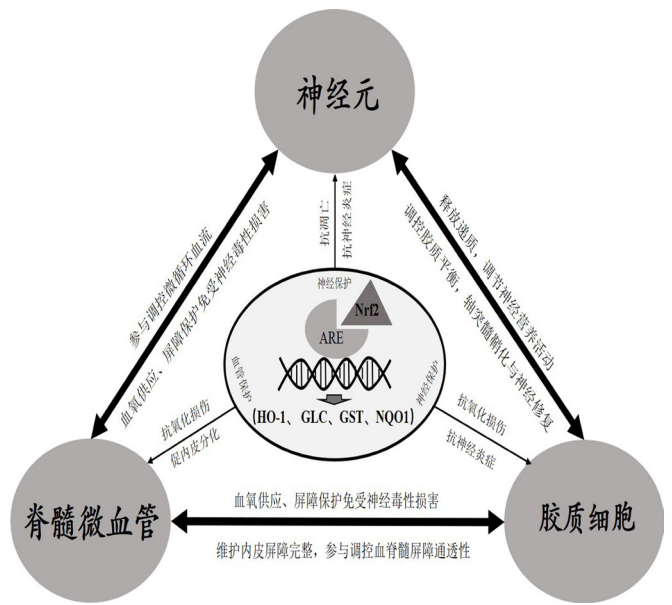 神经元
参与调控微循环血流
血氧供应、屏障保护免受神经毒性损害
抗凋亡
抗神经炎症
释放递质，调节神经营养活动
调控胶质平衡，轴突髓鞘化与神经修复
神经保护
Nrf2
ARE
血管保护
神经保护
(HO-1、GLC、GST、NQO1)
抗氧化损伤
促内皮分化
抗氧化损伤
抗神经炎症
脊髓微血管
血氧供应、屏障保护免受神经毒性损害
维护内皮屏障完整，参与调控血脊髓屏障通透性
胶质细胞